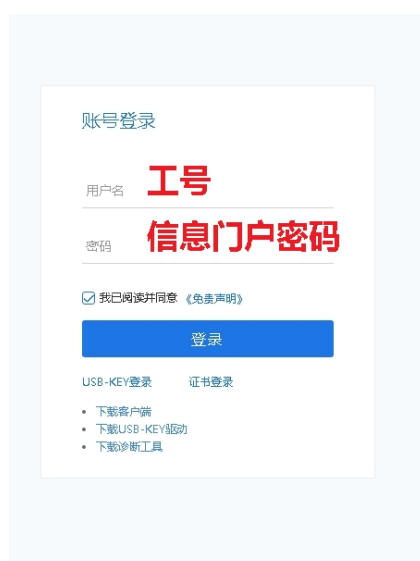 账号登录
用户名 工号
密码 信息门户密码
我已阅读并同意 《免责声明》
登录
USB-KEY登录 证书登录
• 下载客户端
• 下载USB-KEY驱动
• 下载诊断工具